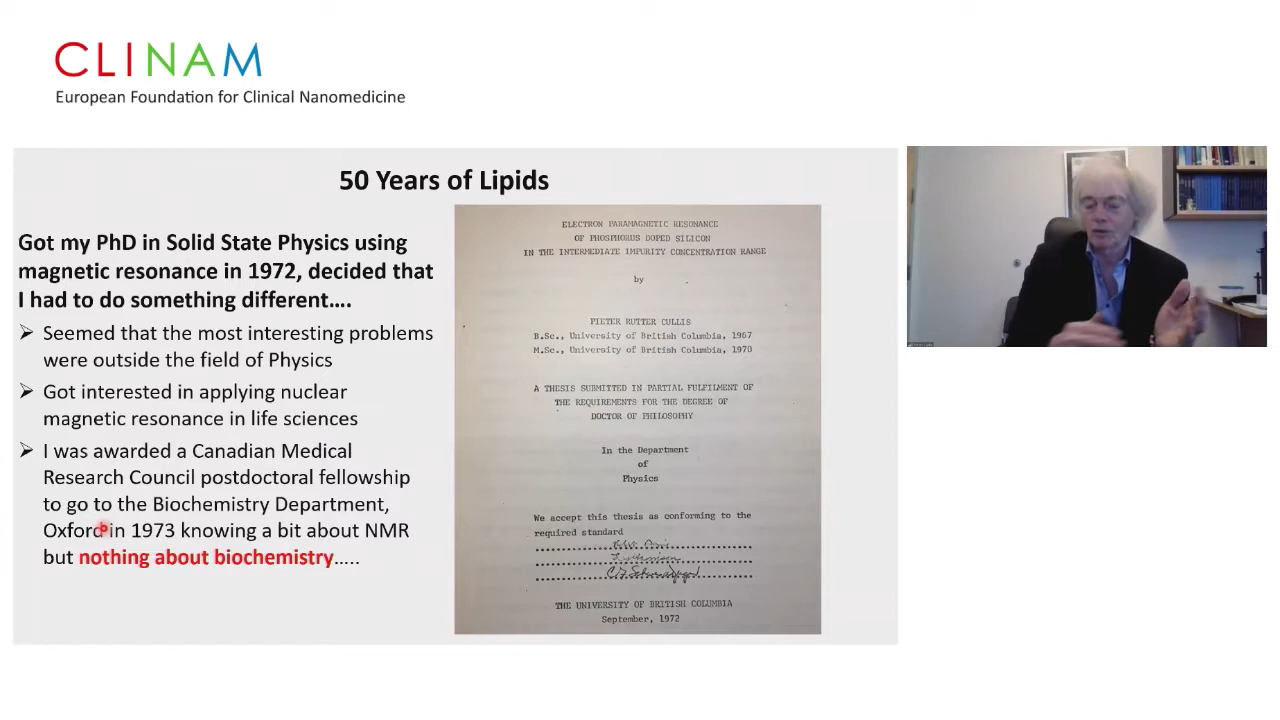 CLINAM
European Foundation for Clinical Nanomedicine
50 Years of Lipids
Got my PhD in Solid State Physics using
magnetic resonance in 1972, decided that
I had to do something different....
Seemed that the most interesting problems
were outside the field of Physics
Got interested in applying nuclear
magnetic resonance in life sciences
I was awarded a Canadian Medical
Research Council postdoctoral fellowship
to go to the Biochemistry Department,
Oxford in 1973 knowing a bit about NMR
but nothing about biochemistry.....
ELECTRON PARAMAGNETIC RESONANCE
OF PHOSPHORUS DOPED SILICON
IN THE INTERMEDIATE IMPURITY CONCENTRATION RANGE
by
PIETER RUTTER CULLIS
B.Sc., University of British Columbia, 1967
M.Sc., University of British Columbia, 1970
A THESIS SUBMITTED IN PARTIAL FULFILMENT OF
THE REQUIREMENTS FOR THE DEGREE OF
DOCTOR OF PHILOSOPHY
In the Department
of
Physics
We accept this thesis as conforming to the
required standard
THE UNIVERSITY OF BRITISH COLUMBIA
September, 1972